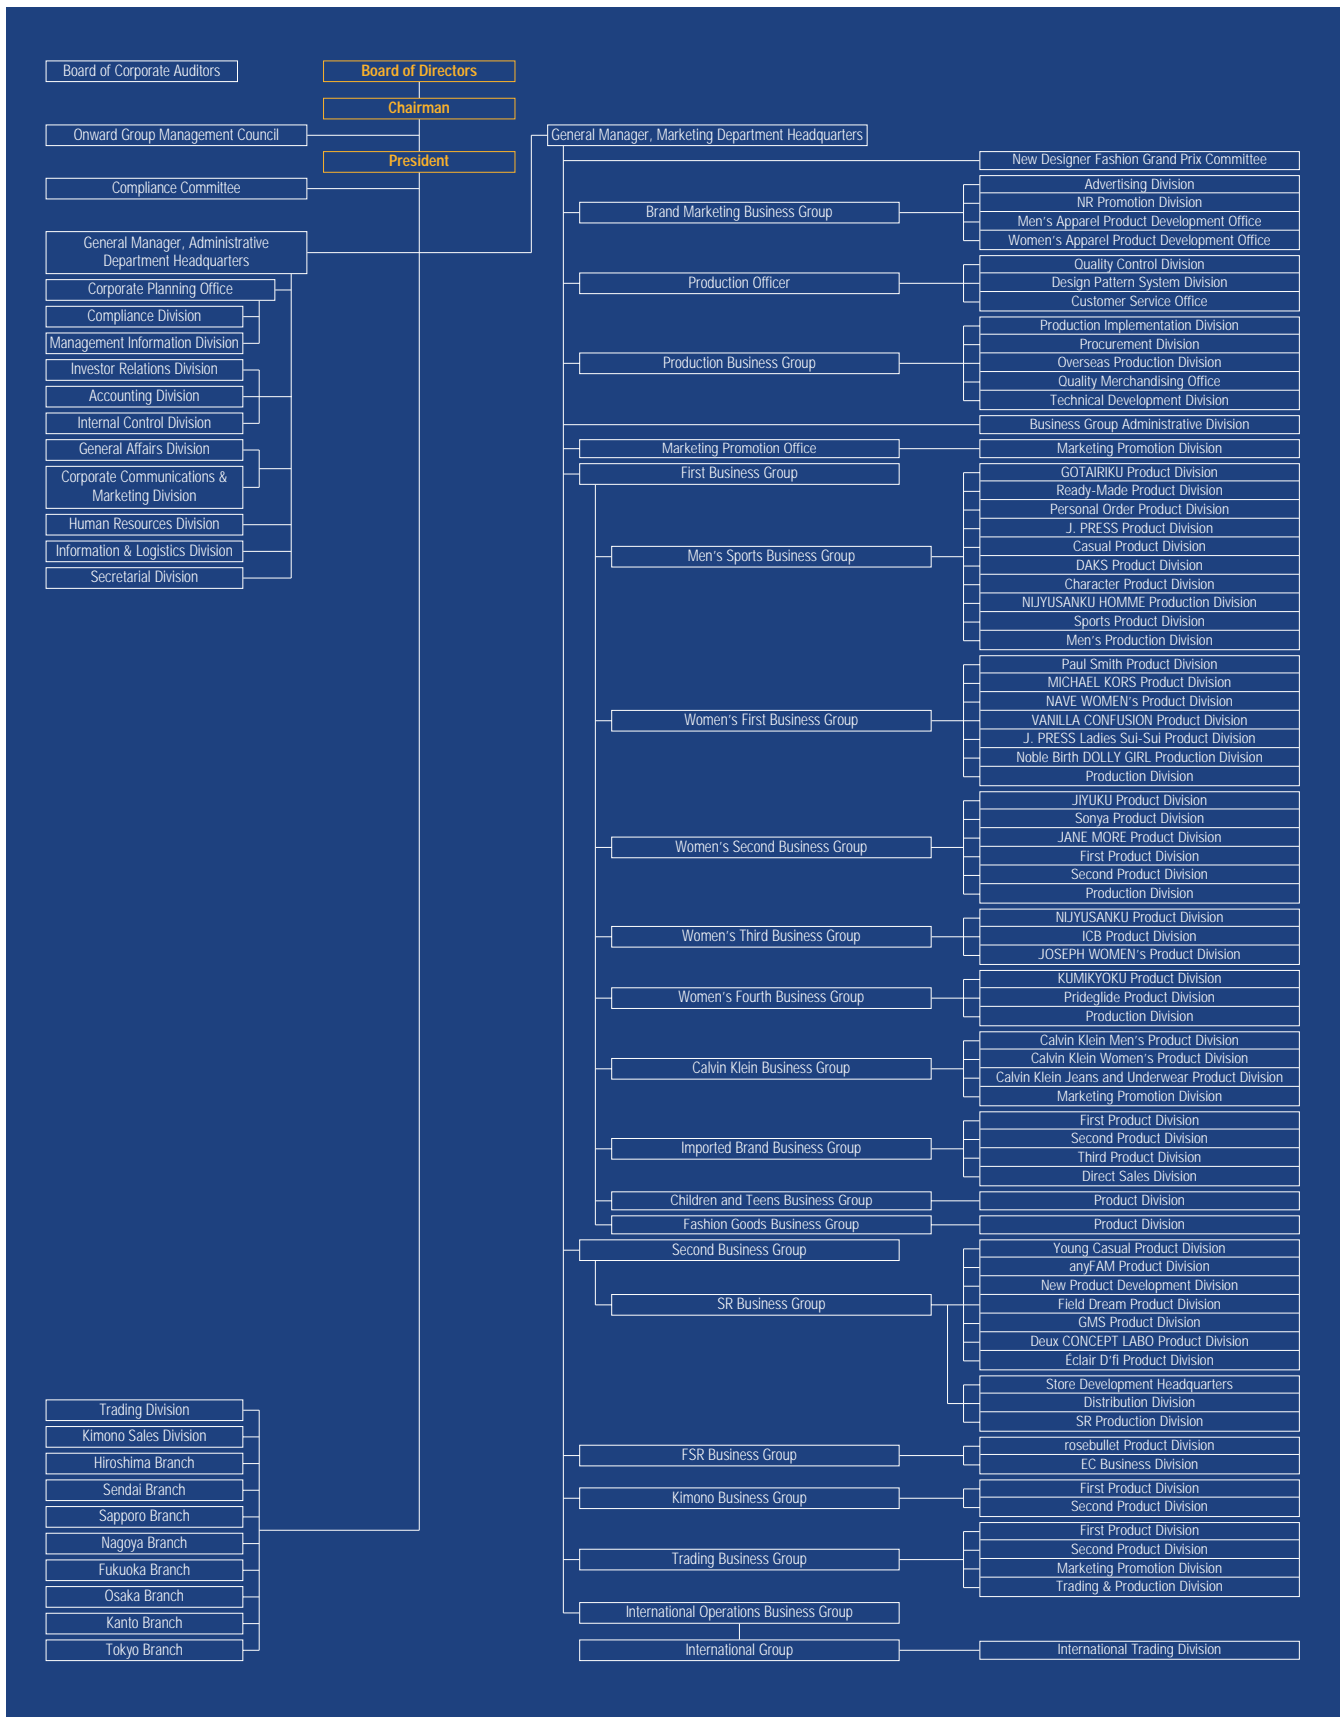 Board of Corporate Auditors
Board of Directors
Chairman
Onward Group Management Council
President
Compliance Committee
General Manager, Administrative
Department Headquarters
Corporate Planning Office
Compliance Division
Management Information Division
Investor Relations Division
Accounting Division
Internal Control Division
General Affairs Division
Corporate Communications &
Marketing Division
Human Resources Division
Information & Logistics Division
Secretarial Division
Trading Division
Kimono Sales Division
Hiroshima Branch
Sendai Branch
Sapporo Branch
Nagoya Branch
Fukuoka Branch
Osaka Branch
Kanto Branch
Tokyo Branch
General Manager, Marketing Department Headquarters
New Designer Fashion Grand Prix Committee
Brand Marketing Business Group
Advertising Division
NR Promotion Division
Men's Apparel Product Development Office
Women's Apparel Product Development Office
Production Officer
Quality Control Division
Design Pattern System Division
Customer Service Office
Production Business Group
Production Implementation Division
Procurement Division
Overseas Production Division
Quality Merchandising Office
Technical Development Division
Business Group Administrative Division
Marketing Promotion Office
Marketing Promotion Division
First Business Group
Men's Sports Business Group
GOTAIRIKU Product Division
Ready-Made Product Division
Personal Order Product Division
J. PRESS Product Division
Casual Product Division
DAKS Product Division
Character Product Division
NIJYUSANKU HOMME Production Division
Sports Product Division
Men's Production Division
Women's First Business Group
Paul Smith Product Division
MICHAEL KORS Product Division
NAVE WOMEN's Product Division
VANILLA CONFUSION Product Division
J. PRESS Ladies Sui-Sui Product Division
Noble Birth DOLLY GIRL Production Division
Production Division
Women's Second Business Group
JIYUKU Product Division
Sonya Product Division
JANE MORE Product Division
First Product Division
Second Product Division
Production Division
Women's Third Business Group
NIJYUSANKU Product Division
ICB Product Division
JOSEPH WOMEN's Product Division
Women's Fourth Business Group
KUMIKYOKU Product Division
Prideglide Product Division
Production Division
Calvin Klein Business Group
Calvin Klein Men's Product Division
Calvin Klein Women's Product Division
Calvin Klein Jeans and Underwear Product Division
Marketing Promotion Division
Imported Brand Business Group
First Product Division
Second Product Division
Third Product Division
Direct Sales Division
Children and Teens Business Group
Product Division
Fashion Goods Business Group
Product Division
Second Business Group
SR Business Group
Young Casual Product Division
anyFAM Product Division
New Product Development Division
Field Dream Product Division
GMS Product Division
Deux CONCEPT LABO Product Division
Éclair D'fi Product Division
Store Development Headquarters
Distribution Division
SR Production Division
FSR Business Group
rosebullet Product Division
EC Business Division
Kimono Business Group
First Product Division
Second Product Division
Trading Business Group
First Product Division
Second Product Division
Marketing Promotion Division
Trading & Production Division
International Operations Business Group
International Group
International Trading Division